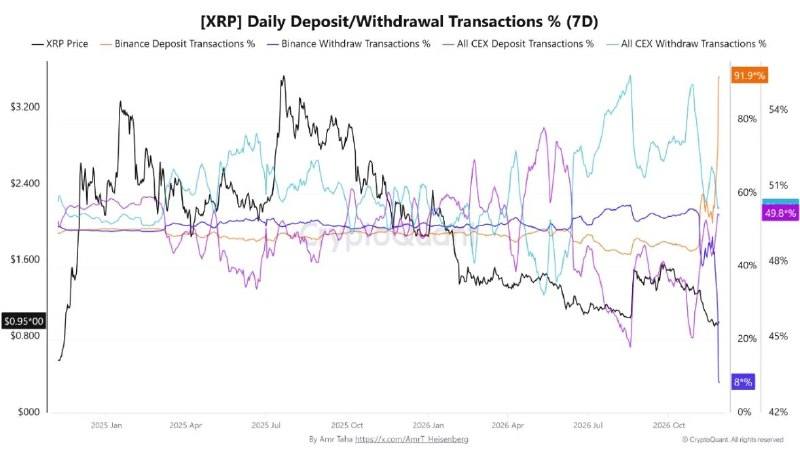 [XRP] Daily Deposit/Withdrawal Transactions % (7D)
XRP Price
Binance Deposit Transactions %
Binance Withdraw Transactions %
All CEX Deposit Transactions %
All CEX Withdraw Transactions %
$3.200
$2.400
$1.600
$0.95*00
$0.800
$000
91.9*%
80%
60%
40%
20%
8*%
0%
54%
51%
49.8*%
48%
45%
42%
2025 Jan
2025 Apr
2025 Jul
2025 Oct
2026 Jan
2026 Apr
2026 Jul
2026 Oct
By Amr Taha https://x.com/AmrT_Heisenberg
© CryptoQuant. All rights reserved